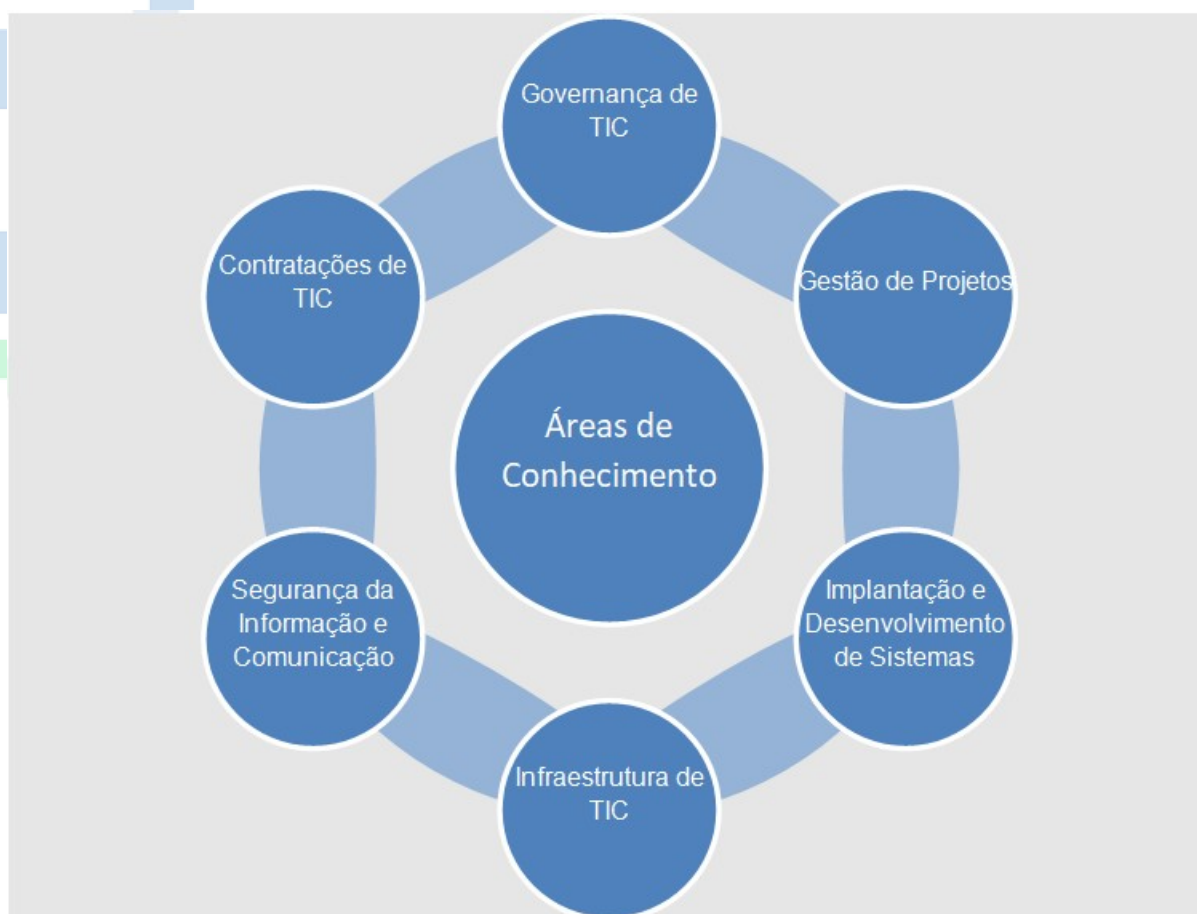 Governança de
TIC
Gestão de Projetos
Implantação e
Desenvolvimento
de Sistemas
Infraestrutura de
TIC
Segurança da
Informação e
Comunicação
Contratações de
TIC
Áreas de
Conhecimento